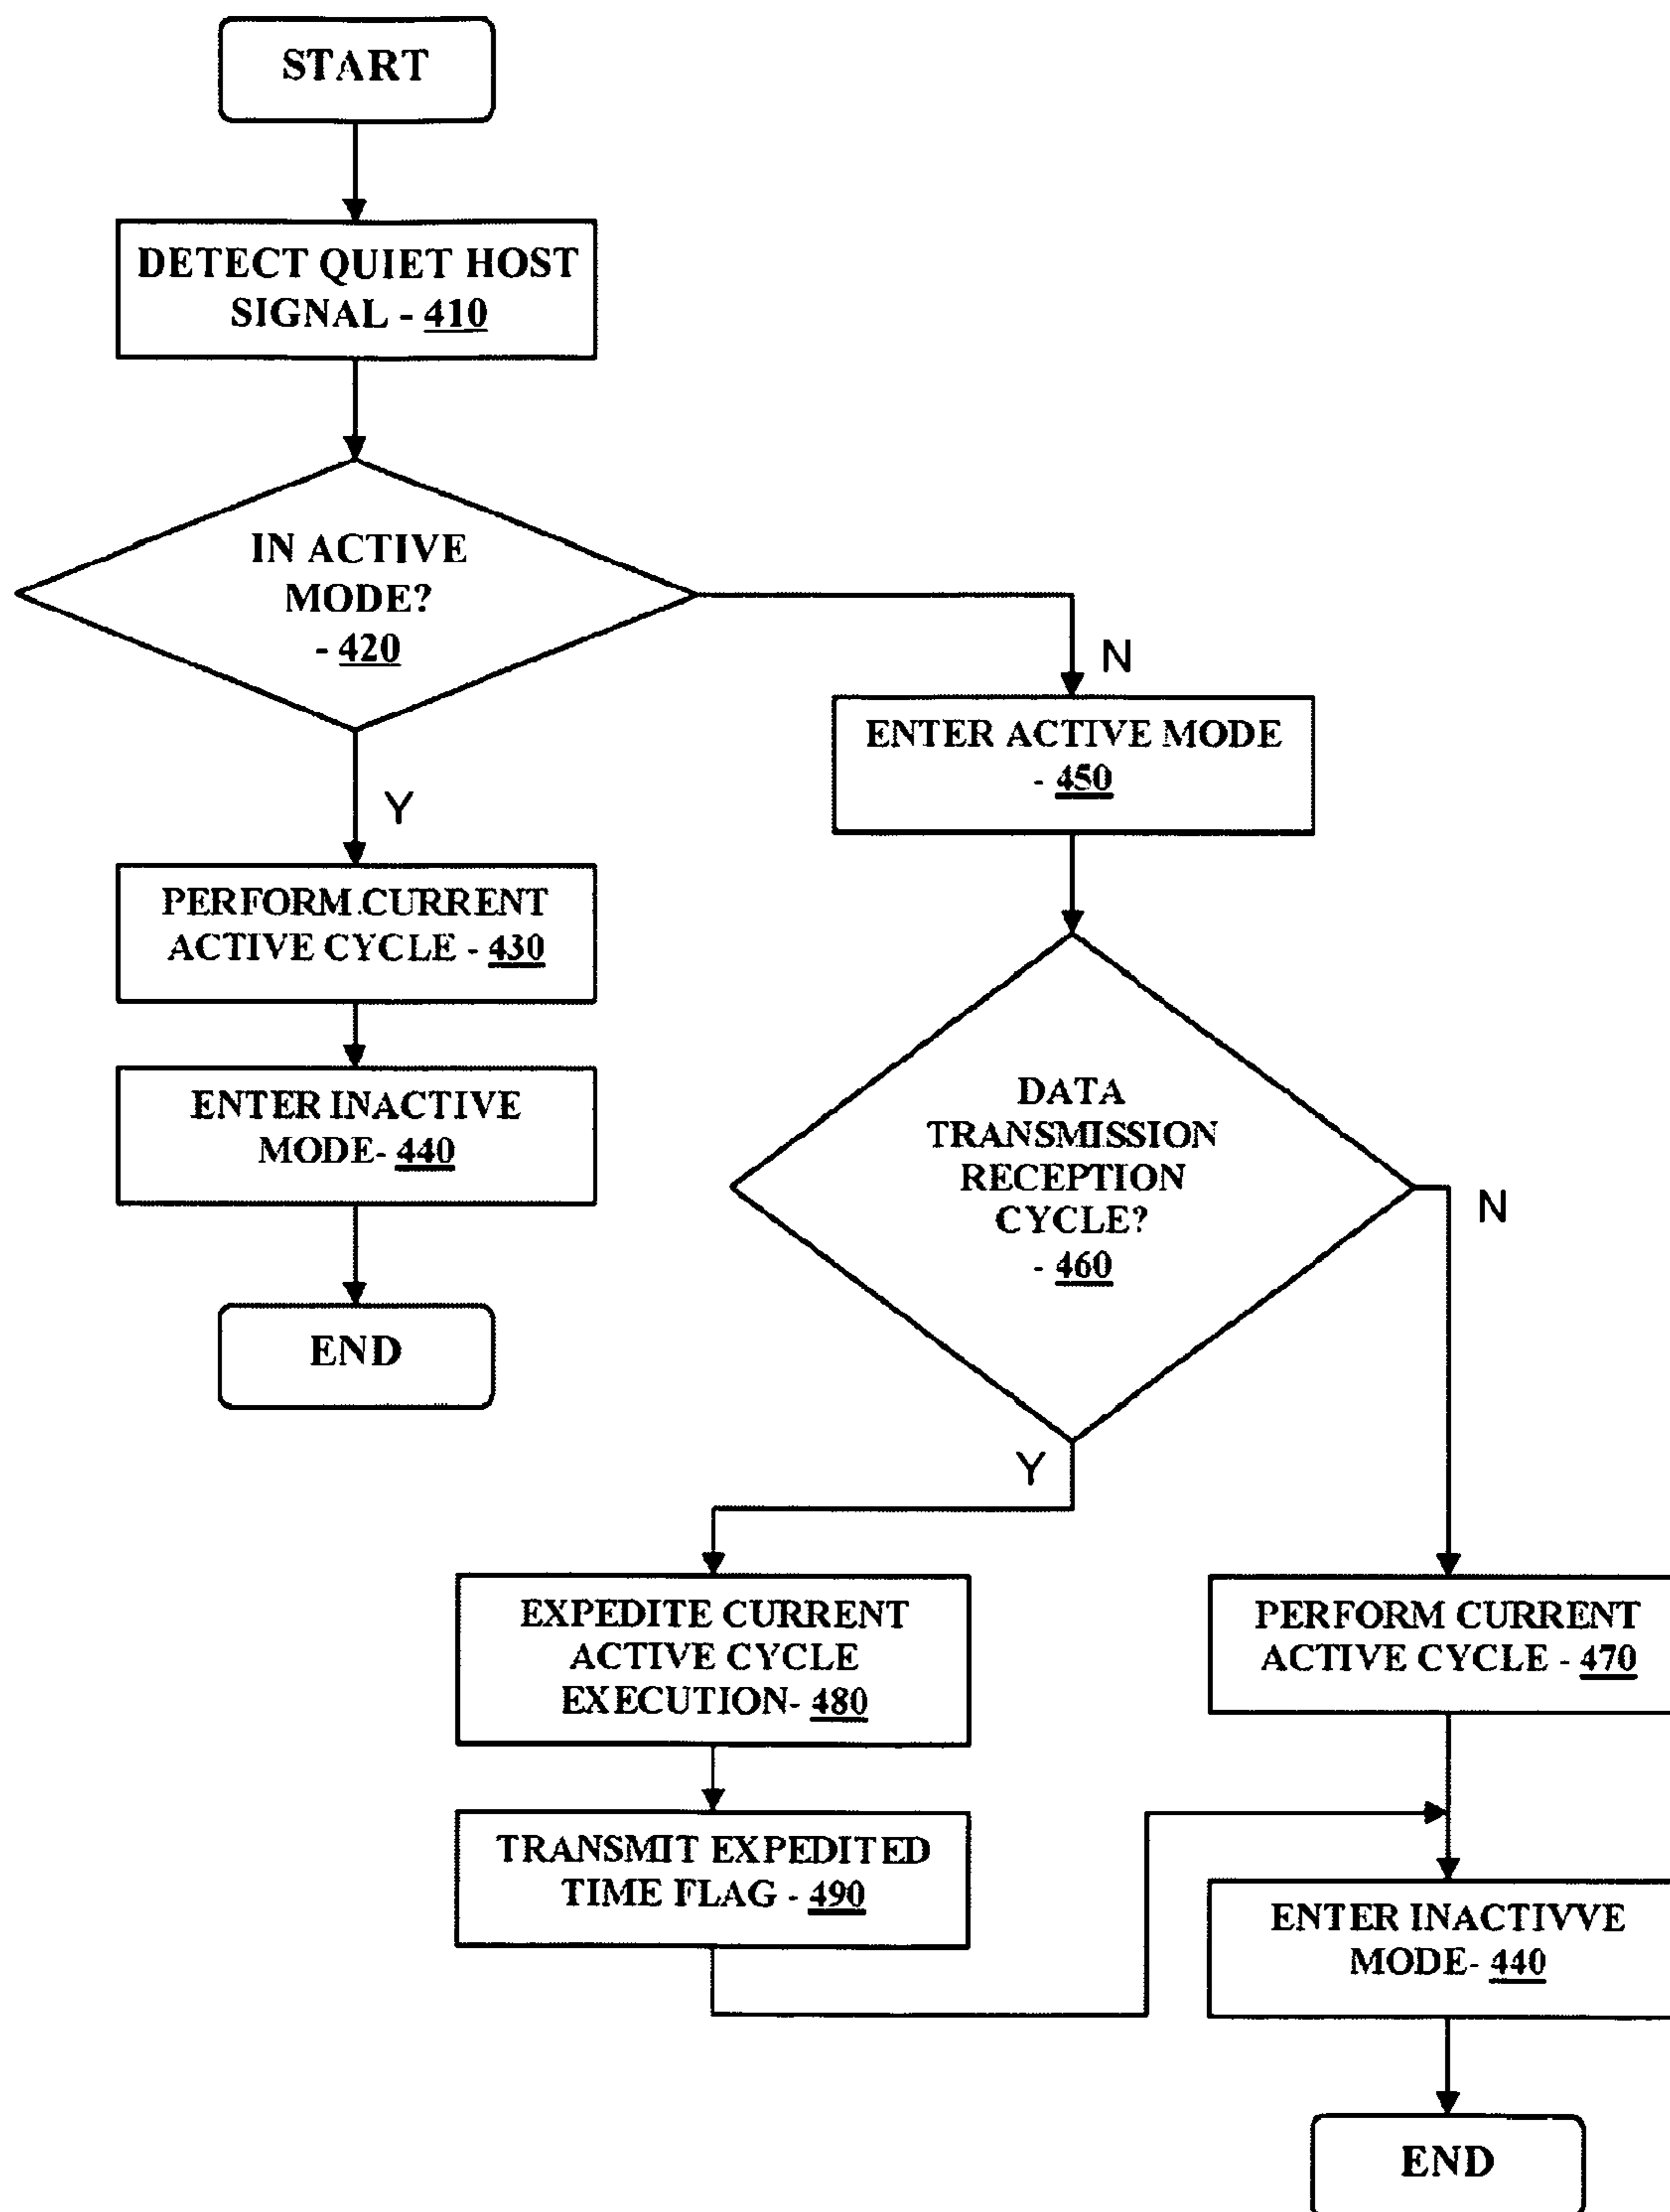 START
DETECT QUIET HOST
SIGNAL - 410
IN ACTIVE
MODE?
- 420
N
Y
ENTER ACTIVE MODE
- 450
PERFORM CURRENT
ACTIVE CYCLE - 430
ENTER INACTIVE
MODE- 440
END
DATA
TRANSMISSION
RECEPTION
CYCLE?
- 460
N
Y
EXPEDITE CURRENT
ACTIVE CYCLE
EXECUTION- 480
PERFORM CURRENT
ACTIVE CYCLE - 470
TRANSMIT EXPEDITED
TIME FLAG - 490
ENTER INACTIVVE
MODE- 440
END